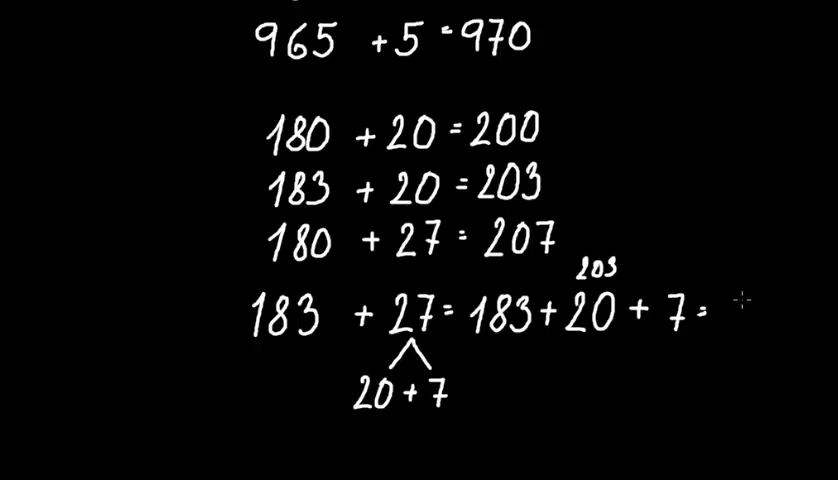 965 + 5 = 970
180 + 20 = 200
183 + 20 = 203
180 + 27 = 207
203
183 + 27 = 183 + 20 + 7 =
20 + 7